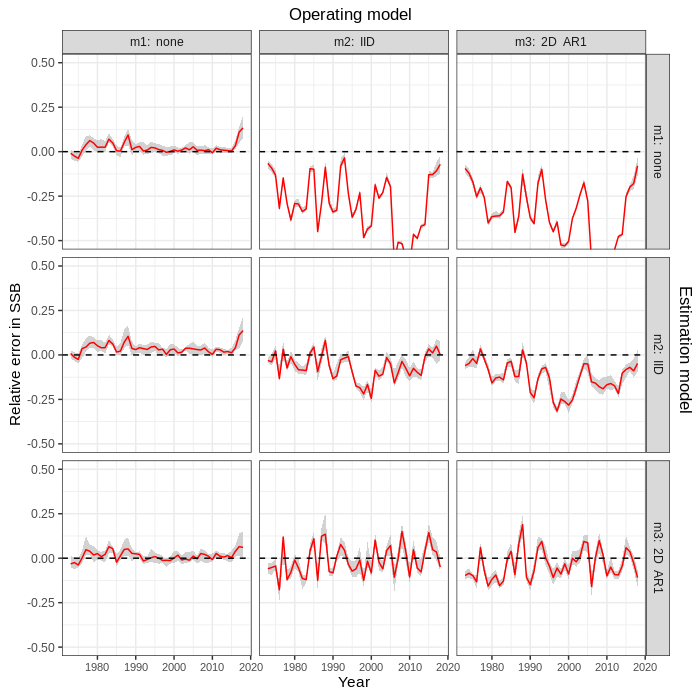 Operating model
m1: none m2: IID m3: 2D AR1
0.50
0.25
0.00
-0.25
-0.50
m1: none
0.50
0.25
0.00
-0.25
-0.50
m2: IID
0.50
0.25
0.00
-0.25
-0.50
m3: 2D AR1
Relative error in SSB
Estimation model
1980 1990 2000 2010 2020 1980 1990 2000 2010 2020 1980 1990 2000 2010 2020
Year